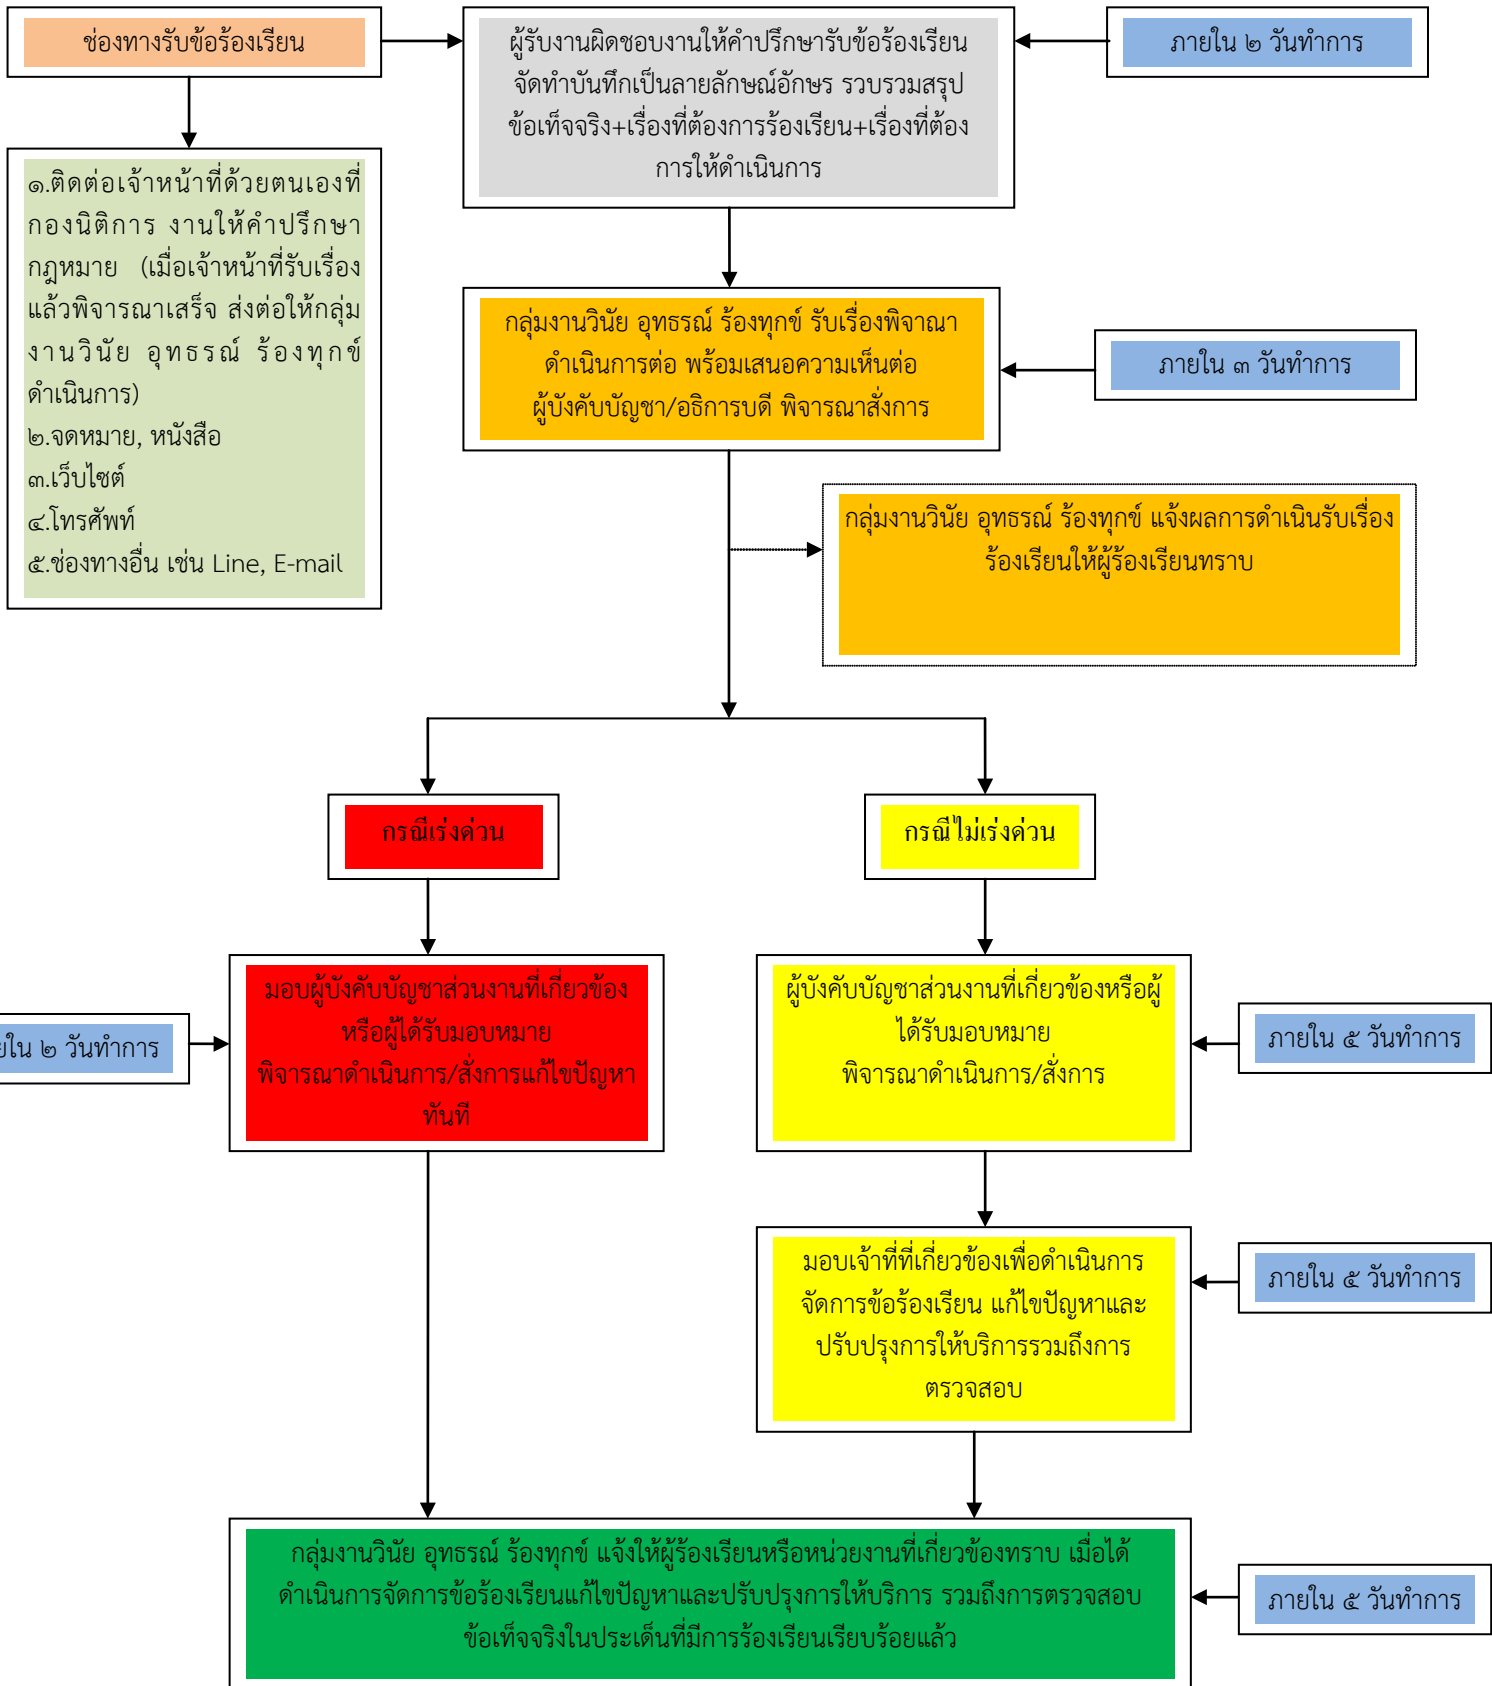 ช่องทางรับข้อร้องเรียน
ผู้รับงานผิดชอบงานให้คำปรึกษารับข้อร้องเรียน
จัดทำบันทึกเป็นลายลักษณ์อักษร รวบรวมสรุป
ข้อเท็จจริง+เรื่องที่ต้องการร้องเรียน+เรื่องที่ต้อง
การให้ดำเนินการ
ภายใน ๒ วันทำการ
๑.ติดต่อเจ้าหน้าที่ด้วยตนเองที่
กองนิติการ งานให้คำปรึกษา
กฎหมาย (เมื่อเจ้าหน้าที่รับเรื่อง
แล้วพิจารณาเสร็จ ส่งต่อให้กลุ่ม
งานวินัย อุทธรณ์ ร้องทุกข์
ดำเนินการ)
๒.จดหมาย, หนังสือ
๓.เว็บไซต์
๔.โทรศัพท์
๕.ช่องทางอื่น เช่น Line, E-mail
กลุ่มงานวินัย อุทธรณ์ ร้องทุกข์ รับเรื่องพิจาณา
ดำเนินการต่อ พร้อมเสนอความเห็นต่อ
ผู้บังคับบัญชา/อธิการบดี พิจารณาสั่งการ
ภายใน ๓ วันทำการ
กลุ่มงานวินัย อุทธรณ์ ร้องทุกข์ แจ้งผลการดำเนินรับเรื่อง
ร้องเรียนให้ผู้ร้องเรียนทราบ
กรณีเร่งด่วน
กรณีไม่เร่งด่วน
มอบผู้บังคับบัญชาส่วนงานที่เกี่ยวข้อง
หรือผู้ได้รับมอบหมาย
พิจารณาดำเนินการ/สั่งการแก้ไขปัญหา
ทันที
ยใน ๒ วันทำการ
ผู้บังคับบัญชาส่วนงานที่เกี่ยวข้องหรือผู้
ได้รับมอบหมาย
พิจารณาดำเนินการ/สั่งการ
ภายใน ๕ วันทำการ
มอบเจ้าที่ที่เกี่ยวข้องเพื่อดำเนินการ
จัดการข้อร้องเรียน แก้ไขปัญหาและ
ปรับปรุงการให้บริการรวมถึงการ
ตรวจสอบ
ภายใน ๕ วันทำการ
กลุ่มงานวินัย อุทธรณ์ ร้องทุกข์ แจ้งให้ผู้ร้องเรียนหรือหน่วยงานที่เกี่ยวข้องทราบ เมื่อได้
ดำเนินการจัดการข้อร้องเรียนแก้ไขปัญหาและปรับปรุงการให้บริการ รวมถึงการตรวจสอบ
ข้อเท็จจริงในประเด็นที่มีการร้องเรียนเรียบร้อยแล้ว
ภายใน ๕ วันทำการ